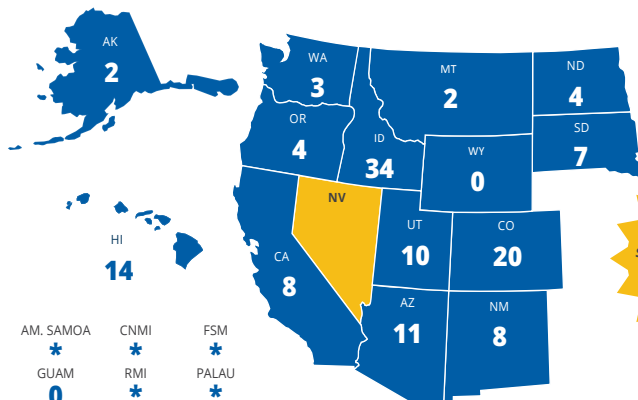 AK
2
WA
3
MT
2
ND
4
OR
4
ID
34
SD
7
WY
0
NV
HI
14
CA
8
UT
10
CO
20
AZ
11
NM
8
AM. SAMOA CNMI FSM
* * *
GUAM RMI PALAU
0 * *